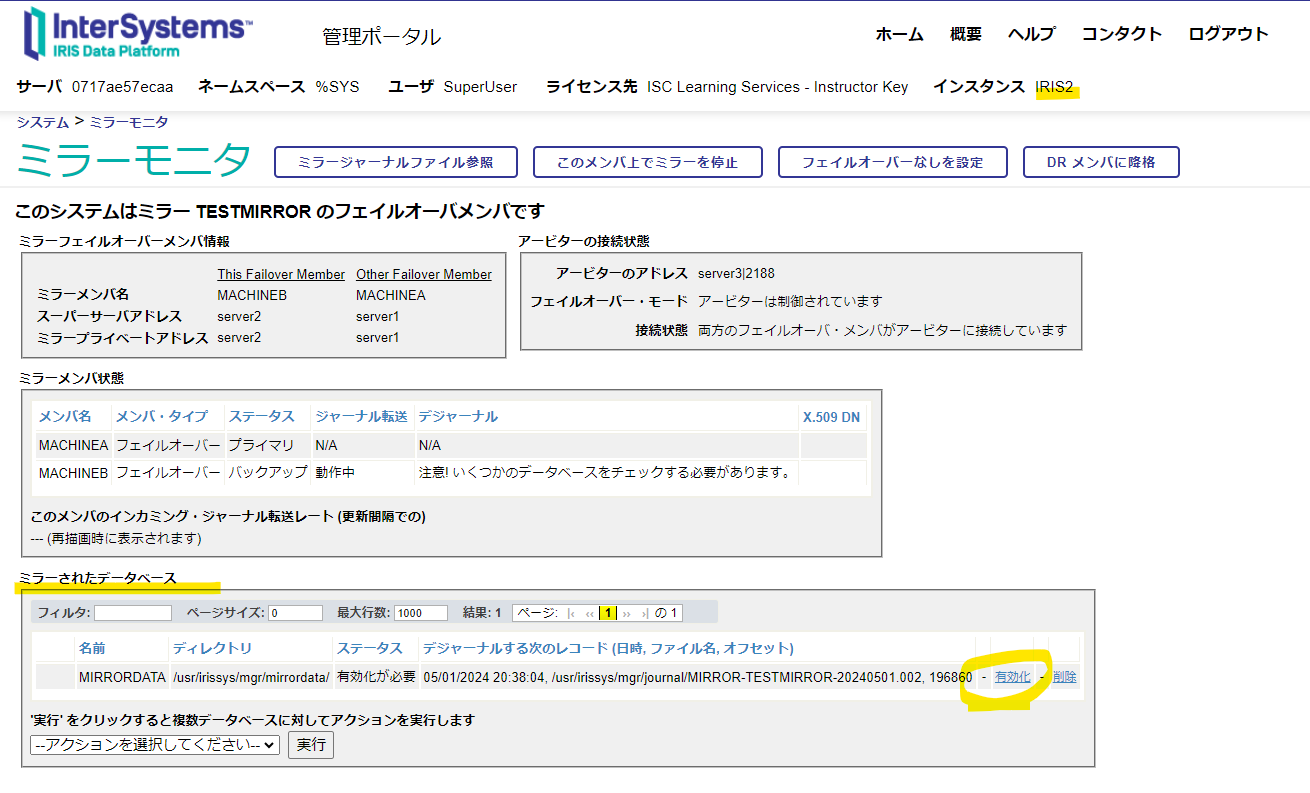 InterSystems™
IRIS Data Platform
管理ポータル
ホーム 概要 ヘルプ コンタクト ログアウト
サーバ 0717ae57ecaa ネームスペース %SYS ユーザ SuperUser ライセンス先 ISC Learning Services - Instructor Key インスタンス IRIS2
システム > ミラーモニタ
ミラーモニタ ミラージャーナルファイル参照 このメンバ上でミラーを停止 フェイルオーバーなしを設定 DR メンバに降格
このシステムはミラー TESTMIRROR のフェイルオーバメンバです
ミラーフェイルオーバーメンバ情報
This Failover Member Other Failover Member
ミラーメンバ名 MACHINEB MACHINEA
スーパーサーバアドレス server2 server1
ミラープライベートアドレス server2 server1
アービターの接続状態
アービターのアドレス server3|2188
フェイルオーバー・モード アービターは制御されています
接続状態 両方のフェイルオーバ・メンバがアービターに接続しています
ミラーメンバ状態
メンバ名 メンバ・タイプ ステータス ジャーナル転送 デジャーナル X.509 DN
MACHINEA フェイルオーバー プライマリ N/A N/A
MACHINEB フェイルオーバー バックアップ 動作中 注意! いくつかのデータベースをチェックする必要があります。
このメンバのインカミング・ジャーナル転送レート (更新間隔での)
--- (再描画時に表示されます)
ミラーされたデータベース
フィルタ: ページサイズ: 0 最大行数: 1000 結果: 1 ページ: |‹ ‹‹ 1 ›› ›| の 1
名前 ディレクトリ ステータス デジャーナルする次のレコード (日時, ファイル名, オフセット)
MIRRORDATA /usr/irissys/mgr/mirrordata/ 有効化が必要 05/01/2024 20:38:04, /usr/irissys/mgr/journal/MIRROR-TESTMIRROR-20240501.002, 196860 - 有効化 - 削除
'実行' をクリックすると複数データベースに対してアクションを実行します
--アクションを選択してください-- 実行